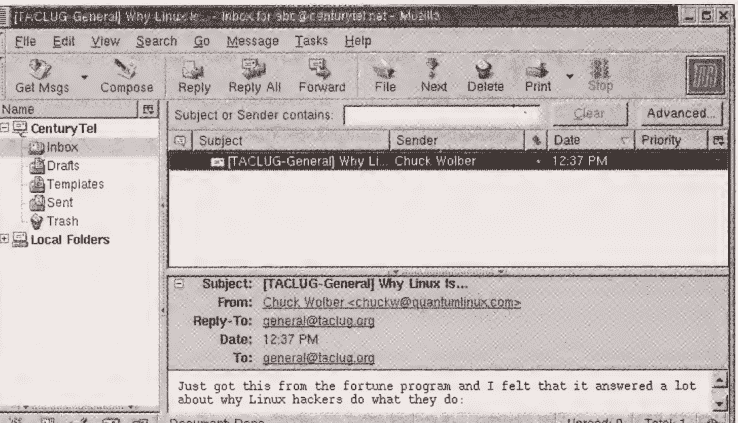 [TACLUG-General] Why Linux Is... - Inbox for abc@centurytel.net - Mozilla
File Edit View Search Go Message Tasks Help
Get Msgs Compose Reply Reply All Forward File Next Delete Print Stop
Name
Subject or Sender contains: Clear Advanced...
CenturyTel
Inbox
Drafts
Templates
Sent
Trash
Local Folders
Subject Sender Date Priority
[TACLUG-General] Why Li... Chuck Wolber 12:37 PM
Subject: [TACLUG-General] Why Linux Is...
From: Chuck Wolber <chuckw@quantumlinux.com>
Reply-To: general@taclug.org
Date: 12:37 PM
To: general@taclug.org
Just got this from the fortune program and I felt that it answered a lot
about why Linux hackers do what they do:
Document: Done Unread: 0 Total: 1